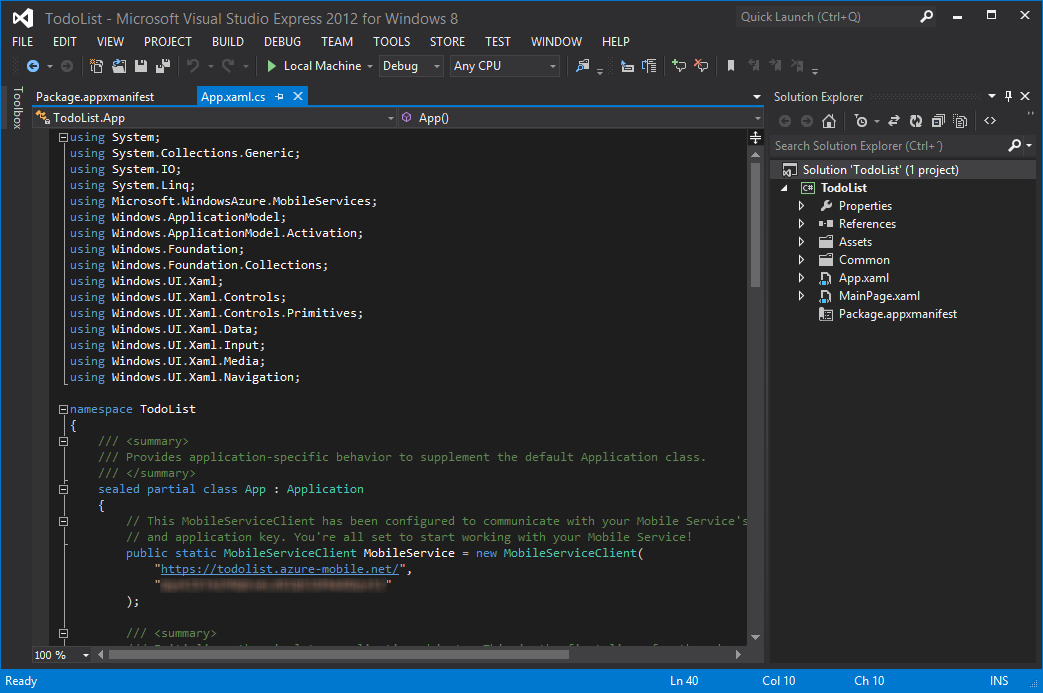 TodoList - Microsoft Visual Studio Express 2012 for Windows 8
Quick Launch (Ctrl+Q)
FILE EDIT VIEW PROJECT BUILD DEBUG TEAM TOOLS STORE TEST WINDOW HELP
Local Machine Debug Any CPU
Toolbox
Package.appxmanifest App.xaml.cs
TodoList.App App()
using System;
using System.Collections.Generic;
using System.IO;
using System.Linq;
using Microsoft.WindowsAzure.MobileServices;
using Windows.ApplicationModel;
using Windows.ApplicationModel.Activation;
using Windows.Foundation;
using Windows.Foundation.Collections;
using Windows.UI.Xaml;
using Windows.UI.Xaml.Controls;
using Windows.UI.Xaml.Controls.Primitives;
using Windows.UI.Xaml.Data;
using Windows.UI.Xaml.Input;
using Windows.UI.Xaml.Media;
using Windows.UI.Xaml.Navigation;
namespace TodoList
{
/// <summary>
/// Provides application-specific behavior to supplement the default Application class.
/// </summary>
sealed partial class App : Application
{
// This MobileServiceClient has been configured to communicate with your Mobile Service's
// and application key. You're all set to start working with your Mobile Service!
public static MobileServiceClient MobileService = new MobileServiceClient(
"https://todolist.azure-mobile.net/",
" "
);
/// <summary>
100 %
Solution Explorer
Search Solution Explorer (Ctrl+´)
Solution 'TodoList' (1 project)
C# TodoList
Properties
References
Assets
Common
App.xaml
MainPage.xaml
Package.appxmanifest
Ready Ln 40 Col 10 Ch 10 INS